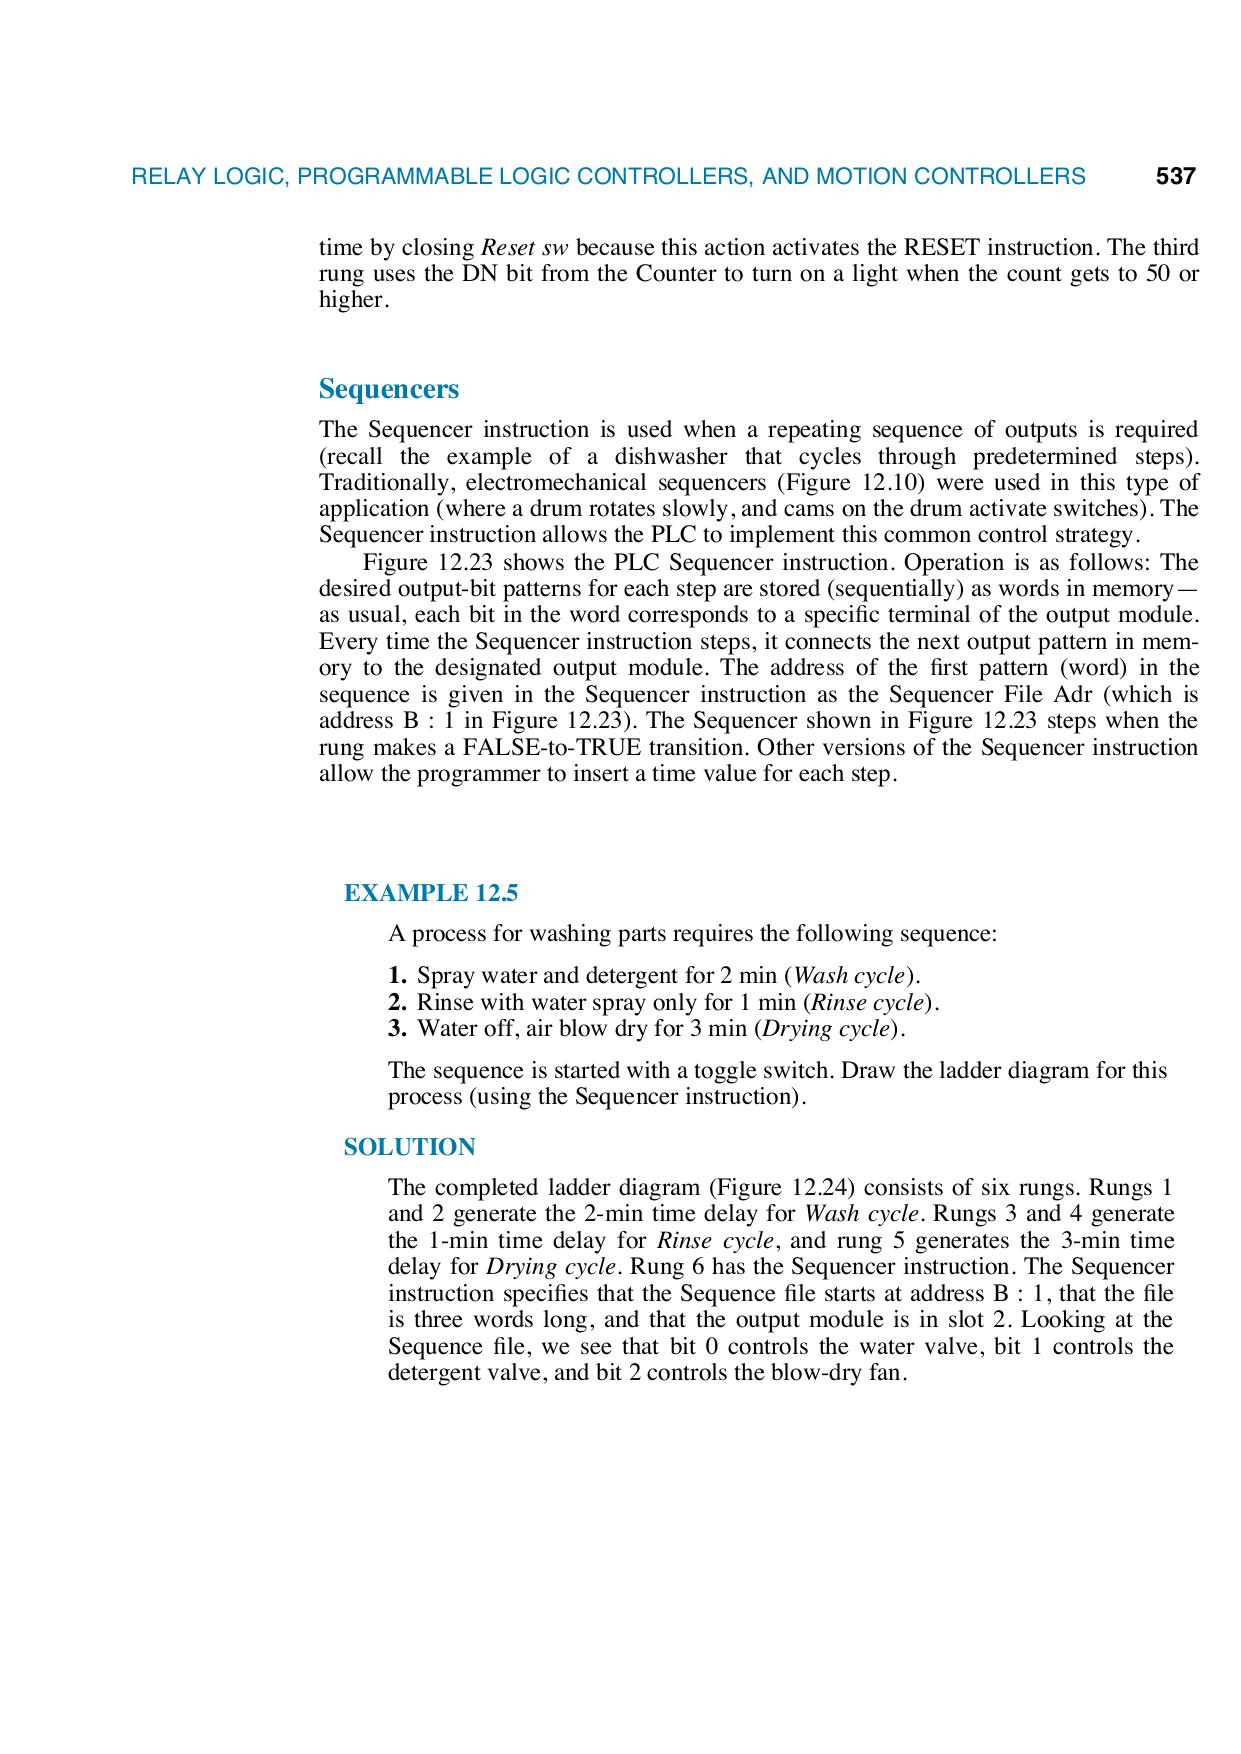 RELAY LOGIC, PROGRAMMABLE LOGIC CONTROLLERS, AND MOTION CONTROLLERS 537
time by closing Reset sw because this action activates the RESET instruction. The third
rung uses the DN bit from the Counter to turn on a light when the count gets to 50 or
higher.
Sequencers
The Sequencer instruction is used when a repeating sequence of outputs is required
(recall the example of a dishwasher that cycles through predetermined steps).
Traditionally, electromechanical sequencers (Figure 12.10) were used in this type of
application (where a drum rotates slowly, and cams on the drum activate switches). The
Sequencer instruction allows the PLC to implement this common control strategy.
Figure 12.23 shows the PLC Sequencer instruction. Operation is as follows: The
desired output-bit patterns for each step are stored (sequentially) as words in memory—
as usual, each bit in the word corresponds to a specific terminal of the output module.
Every time the Sequencer instruction steps, it connects the next output pattern in mem-
ory to the designated output module. The address of the first pattern (word) in the
sequence is given in the Sequencer instruction as the Sequencer File Adr (which is
address B : 1 in Figure 12.23). The Sequencer shown in Figure 12.23 steps when the
rung makes a FALSE-to-TRUE transition. Other versions of the Sequencer instruction
allow the programmer to insert a time value for each step.
EXAMPLE 12.5
A process for washing parts requires the following sequence:
1. Spray water and detergent for 2 min (Wash cycle).
2. Rinse with water spray only for 1 min (Rinse cycle).
3. Water off, air blow dry for 3 min (Drying cycle).
The sequence is started with a toggle switch. Draw the ladder diagram for this
process (using the Sequencer instruction).
SOLUTION
The completed ladder diagram (Figure 12.24) consists of six rungs. Rungs 1
and 2 generate the 2-min time delay for Wash cycle. Rungs 3 and 4 generate
the 1-min time delay for Rinse cycle, and rung 5 generates the 3-min time
delay for Drying cycle. Rung 6 has the Sequencer instruction. The Sequencer
instruction specifies that the Sequence file starts at address B : 1, that the file
is three words long, and that the output module is in slot 2. Looking at the
Sequence file, we see that bit 0 controls the water valve, bit 1 controls the
detergent valve, and bit 2 controls the blow-dry fan.